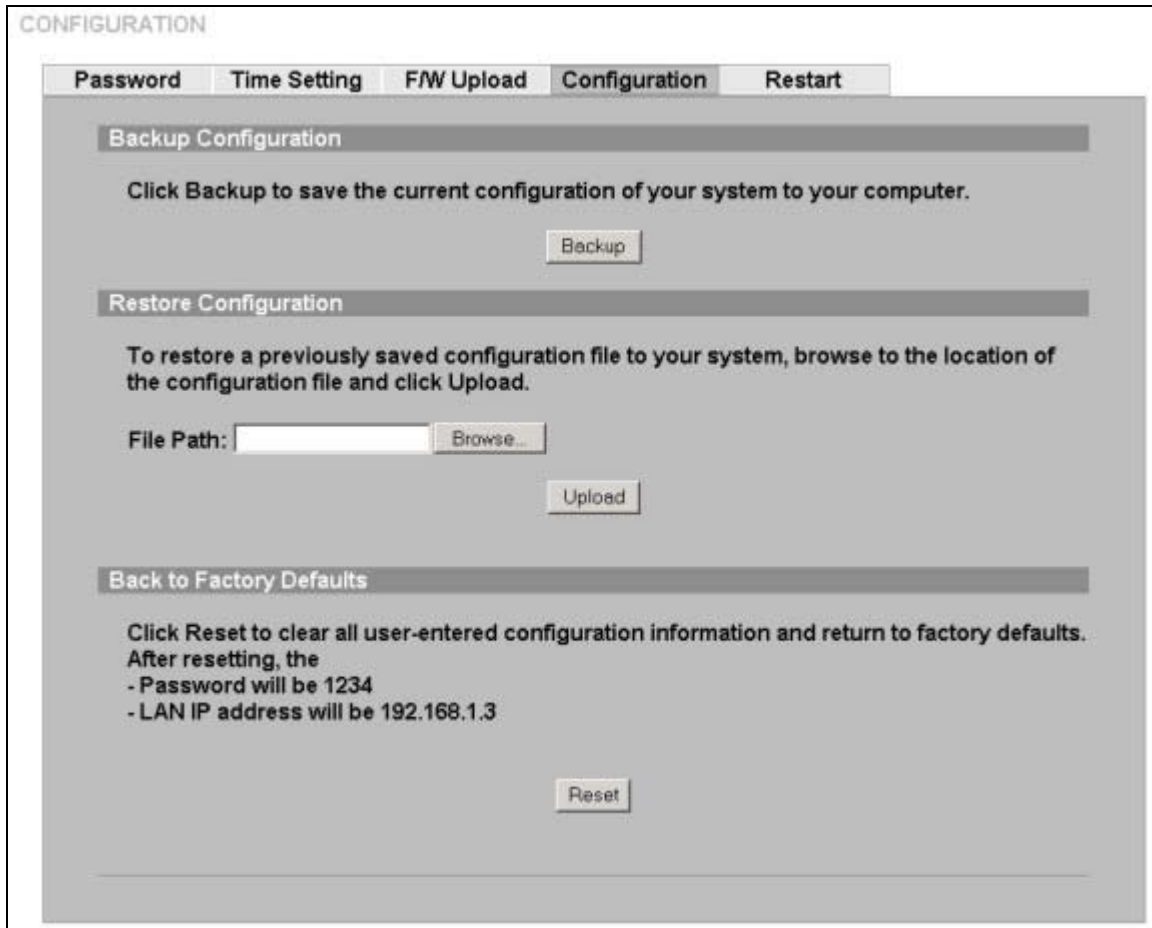 CONFIGURATION
Password Time Setting F/W Upload Configuration Restart
Backup Configuration
Click Backup to save the current configuration of your system to your computer.
Backup
Restore Configuration
To restore a previously saved configuration file to your system, browse to the location of
the configuration file and click Upload.
File Path: Browse...
Upload
Back to Factory Defaults
Click Reset to clear all user-entered configuration information and return to factory defaults.
After resetting, the
- Password will be 1234
- LAN IP address will be 192.168.1.3
Reset